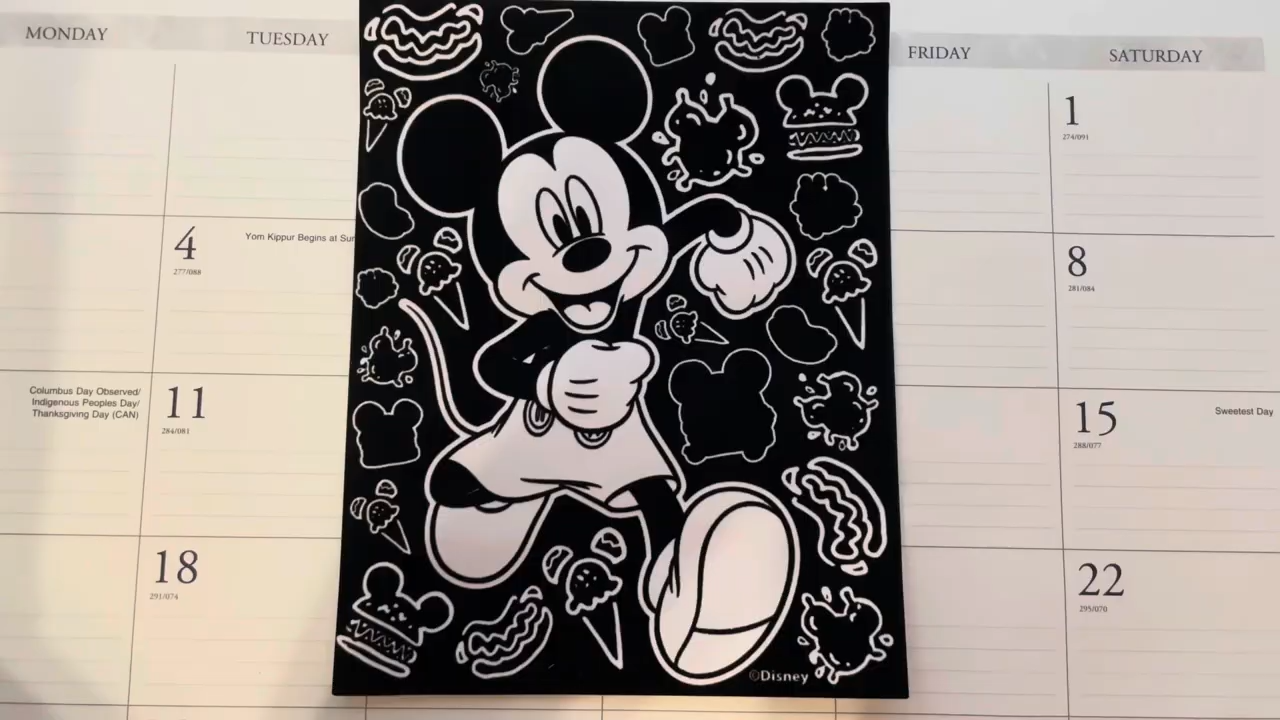 MONDAY
TUESDAY
FRIDAY
SATURDAY
1
274/091
4
277/088
Yom Kippur Begins at
8
281/084
Columbus Day Observed/
Indigenous Peoples Day/
Thanksgiving Day (CAN)
11
284/081
15
288/077
Sweetest Day
18
291/074
22
295/070
©Disney